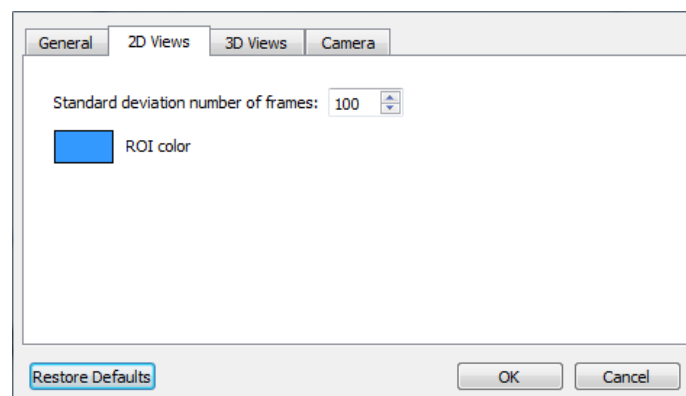 General 2D Views 3D Views Camera
Standard deviation number of frames: 100
ROI color
Restore Defaults OK Cancel